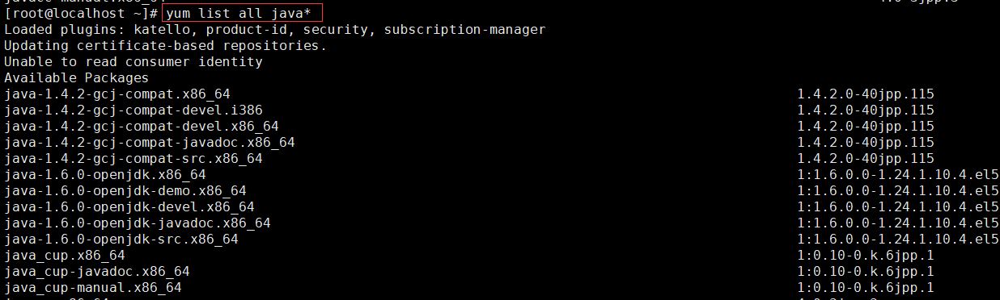 [root@localhost ~]# yum list all java*
Loaded plugins: katello, product-id, security, subscription-manager
Updating certificate-based repositories.
Unable to read consumer identity
Available Packages
java-1.4.2-gcj-compat.x86_64 1.4.2.0-40jpp.115
java-1.4.2-gcj-compat-devel.i386 1.4.2.0-40jpp.115
java-1.4.2-gcj-compat-devel.x86_64 1.4.2.0-40jpp.115
java-1.4.2-gcj-compat-javadoc.x86_64 1.4.2.0-40jpp.115
java-1.4.2-gcj-compat-src.x86_64 1.4.2.0-40jpp.115
java-1.6.0-openjdk.x86_64 1:1.6.0.0-1.24.1.10.4.el5
java-1.6.0-openjdk-demo.x86_64 1:1.6.0.0-1.24.1.10.4.el5
java-1.6.0-openjdk-devel.x86_64 1:1.6.0.0-1.24.1.10.4.el5
java-1.6.0-openjdk-javadoc.x86_64 1:1.6.0.0-1.24.1.10.4.el5
java-1.6.0-openjdk-src.x86_64 1:1.6.0.0-1.24.1.10.4.el5
java_cup.x86_64 1:0.10-0.k.6jpp.1
java_cup-javadoc.x86_64 1:0.10-0.k.6jpp.1
java_cup-manual.x86_64 1:0.10-0.k.6jpp.1